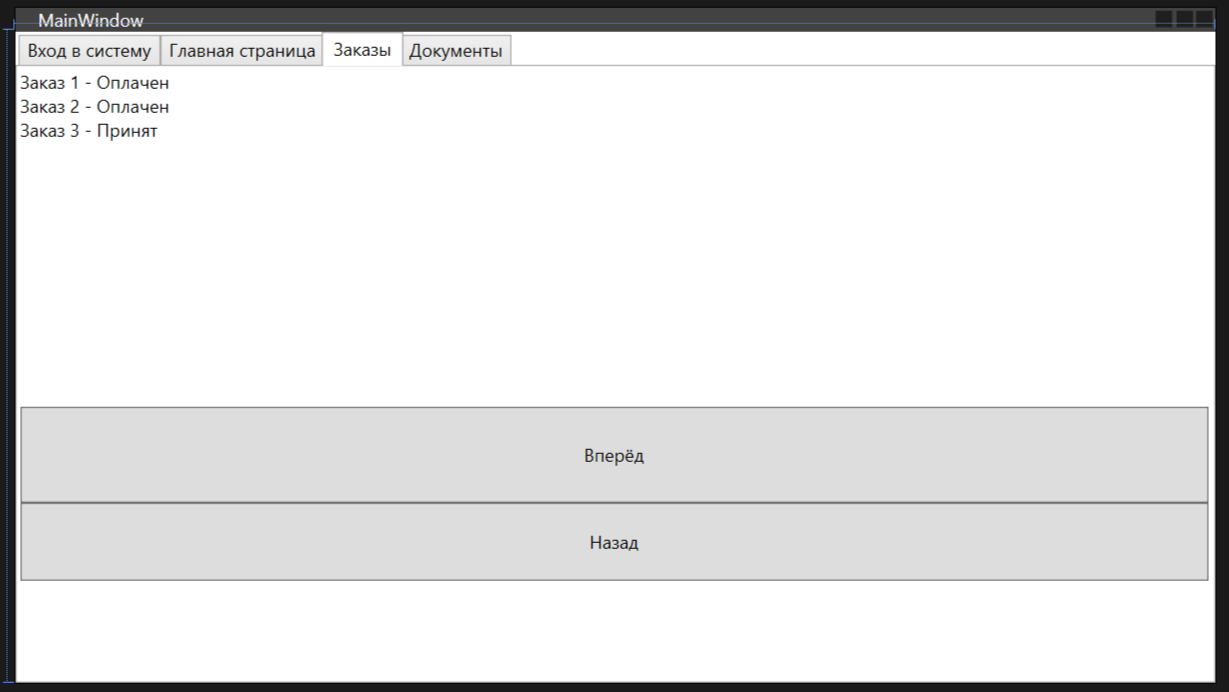 MainWindow
Вход в систему Главная страница Заказы Документы
Заказ 1 - Оплачен
Заказ 2 - Оплачен
Заказ 3 - Принят
Вперёд
Назад